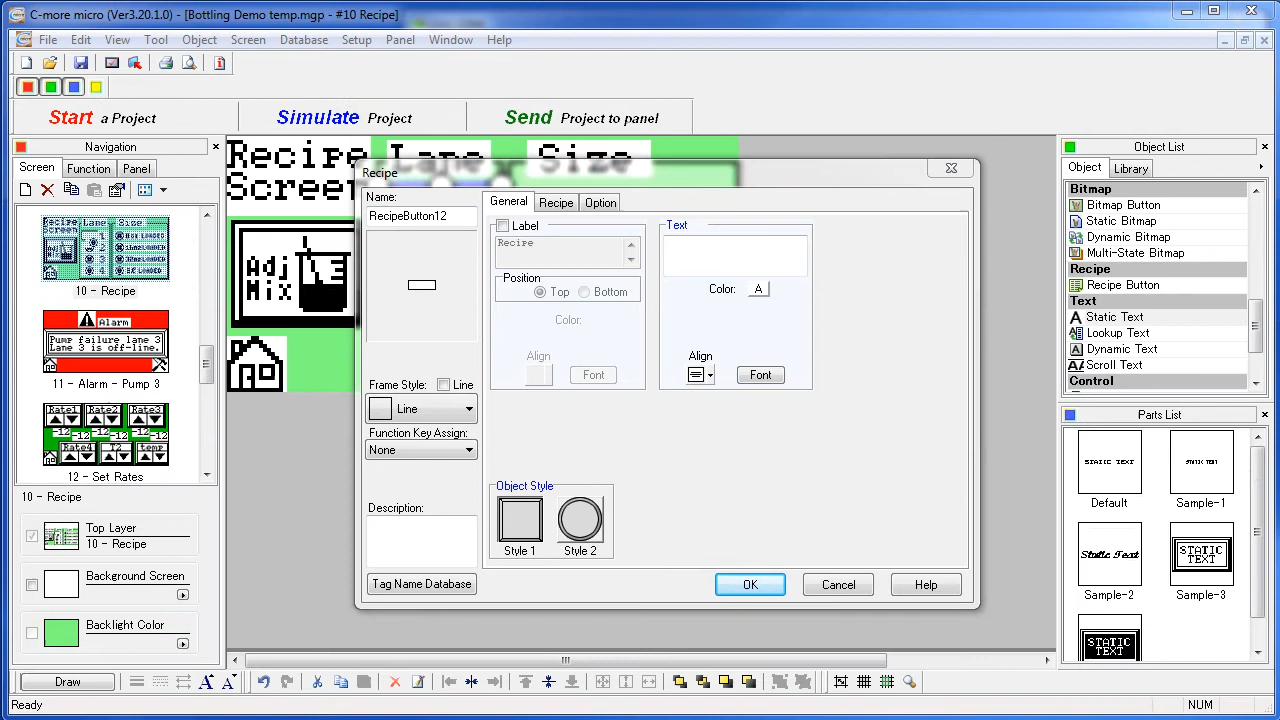 C-more micro (Ver3.20.1.0) - [Bottling Demo temp.mgp - #10 Recipe]
File Edit View Tool Object Screen Database Setup Panel Window Help
Start a Project Simulate Project Send Project to panel
Navigation
Screen Function Panel
Recipe Lane Size
Screen
10 - Recipe
Alarm
Pump failure lane 3
Lane 3 is off-line.
11 - Alarm - Pump 3
Rate1 Rate2 Rate3
-12 -12 -12
Rate4 T2 temp
12 - Set Rates
10 - Recipe
Top Layer
10 - Recipe
Background Screen
Backlight Color
Draw
Ready
Recipe Lane Size
Screen
Adj
Mix
Recipe
Name:
RecipeButton12
Frame Style: Line
Line
Function Key Assign:
None
Description:
Tag Name Database
General Recipe Option
Label
Recipe
Position
Top Bottom
Color:
Align
Font
Text
Color: A
Align
Font
Object Style
Style 1 Style 2
OK Cancel Help
Object List
Object Library
Bitmap
Bitmap Button
Static Bitmap
Dynamic Bitmap
Multi-State Bitmap
Recipe
Recipe Button
Text
Static Text
Lookup Text
Dynamic Text
Scroll Text
Control
Parts List
STATIC TEXT
Default
STATIC TEXT
Sample-1
Static Text
Sample-2
STATIC
TEXT
Sample-3
STATIC
TEXT
NUM